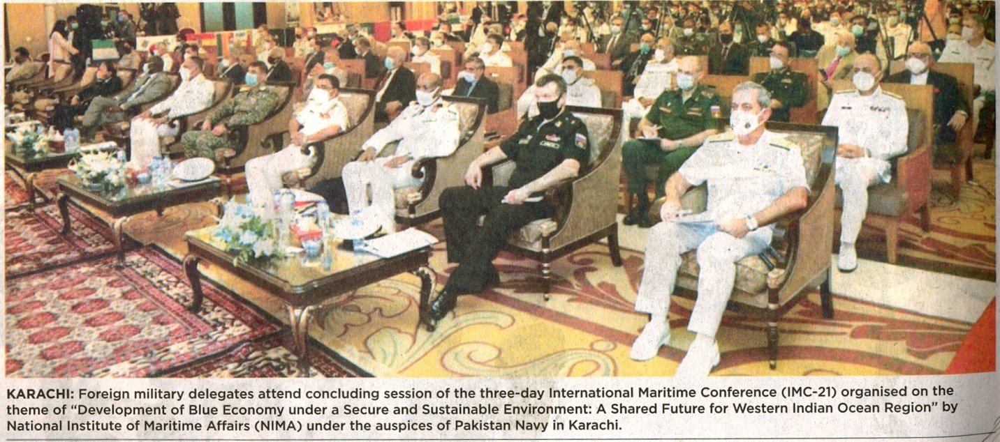 KARACHI: Foreign military delegates attend concluding session of the three-day International Maritime Conference (IMC-21) organised on the
theme of “Development of Blue Economy under a Secure and Sustainable Environment: A Shared Future for Western Indian Ocean Region” by
National Institute of Maritime Affairs (NIMA) under the auspices of Pakistan Navy in Karachi.